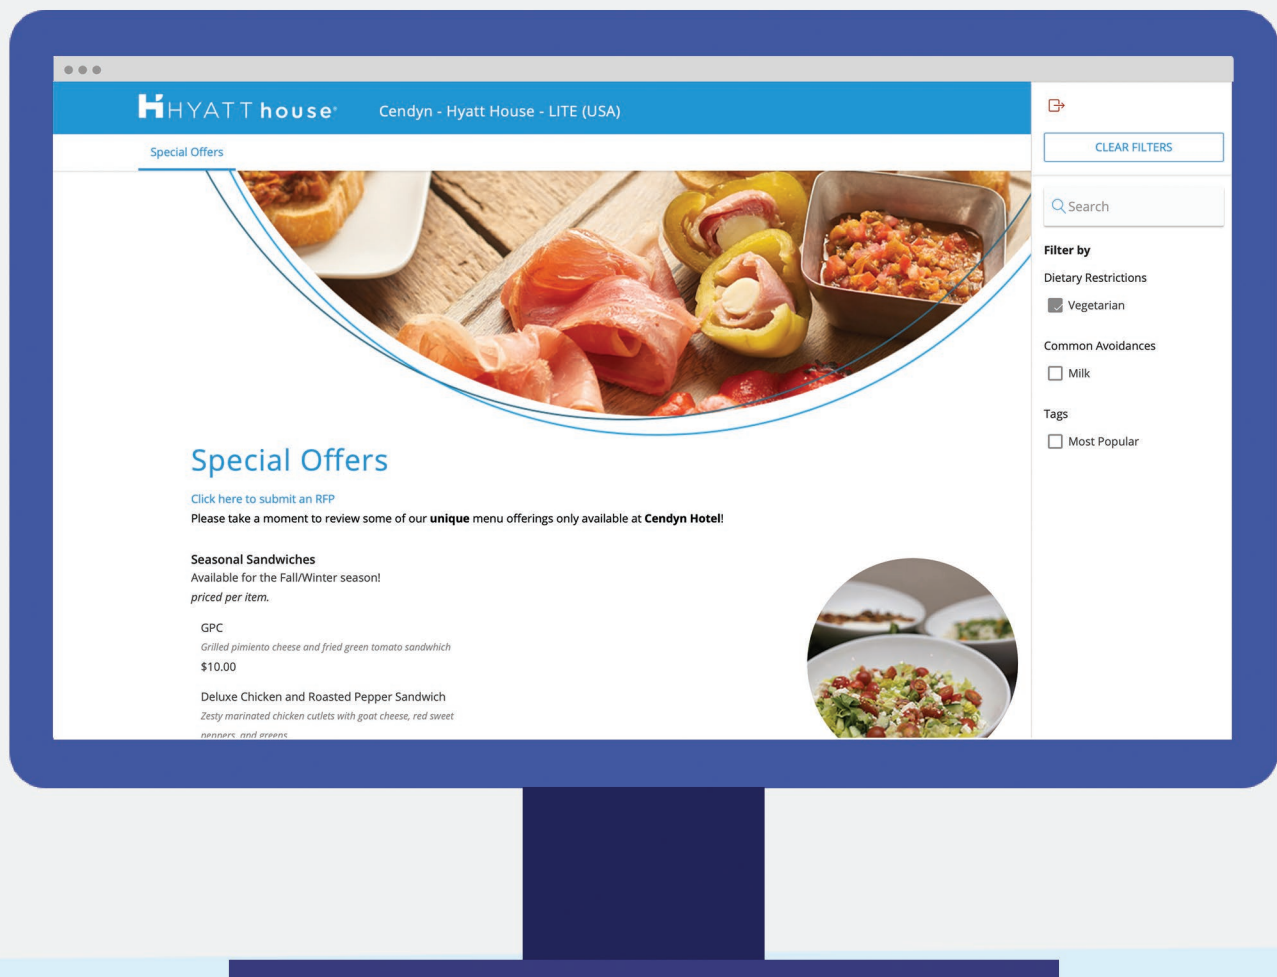 HYATT house®
Cendyn - Hyatt House - LITE (USA)
Special Offers
CLEAR FILTERS
Search
Filter by
Dietary Restrictions
Vegetarian
Common Avoidances
Milk
Tags
Most Popular
Special Offers
Click here to submit an RFP
Please take a moment to review some of our unique menu offerings only available at Cendyn Hotel!
Seasonal Sandwiches
Available for the Fall/Winter season!
priced per item.
GPC
Grilled pimiento cheese and fried green tomato sandwhich
$10.00
Deluxe Chicken and Roasted Pepper Sandwich
Zesty marinated chicken cutlets with goat cheese, red sweet
peppers, and greens